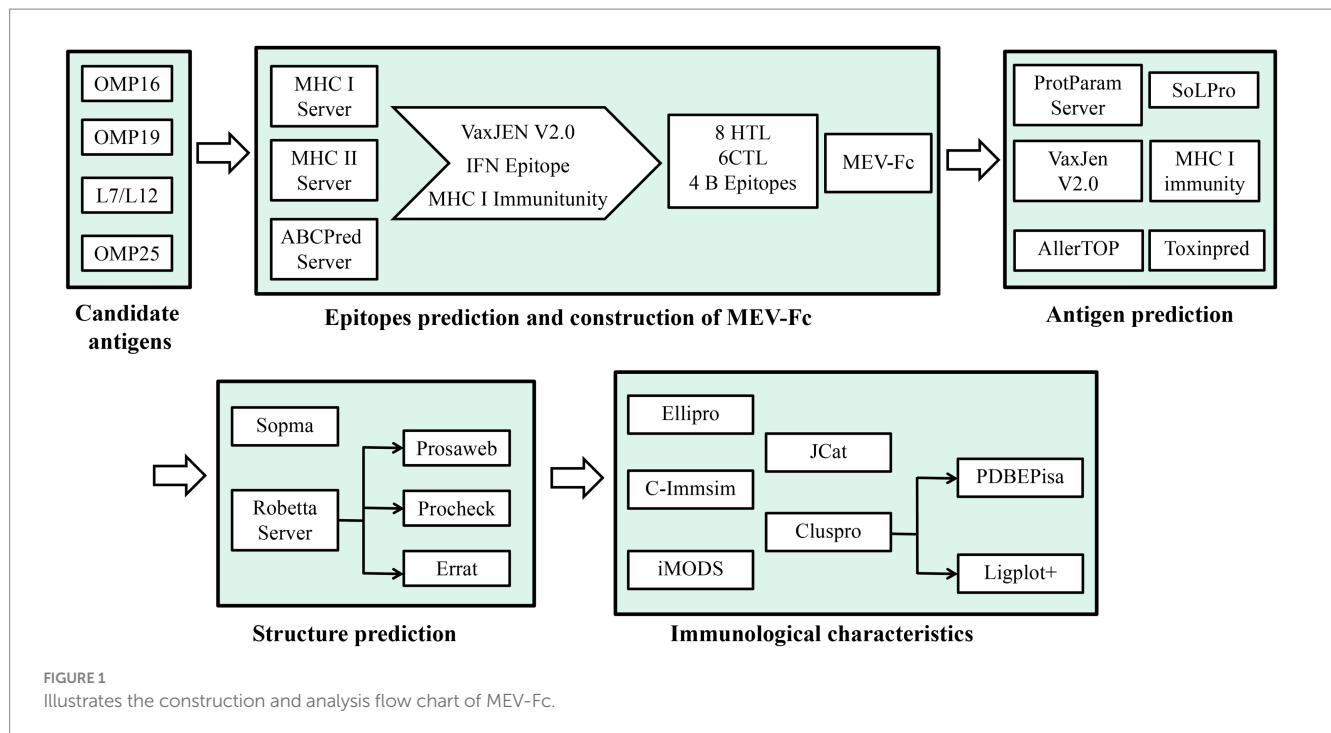 OMP16
OMP19
L7/L12
OMP25
Candidate
antigens
MHC I
Server
MHC II
Server
ABCPred
Server
VaxJEN V2.0
IFN Epitope
MHC I Immunitunity
8 HTL
6CTL
4 B Epitopes
MEV-Fc
Epitopes prediction and construction of MEV-Fc
ProtParam
Server
SoLPro
VaxJen
V2.0
MHC I
immunity
AllerTOP
Toxinpred
Antigen prediction
Sopma
Robetta
Server
Prosaweb
Procheck
Errat
Structure prediction
Ellipro
C-Immsim
iMODS
JCat
Cluspro
PDBEPisa
Ligplot+
Immunological characteristics
FIGURE 1
Illustrates the construction and analysis flow chart of MEV-Fc.